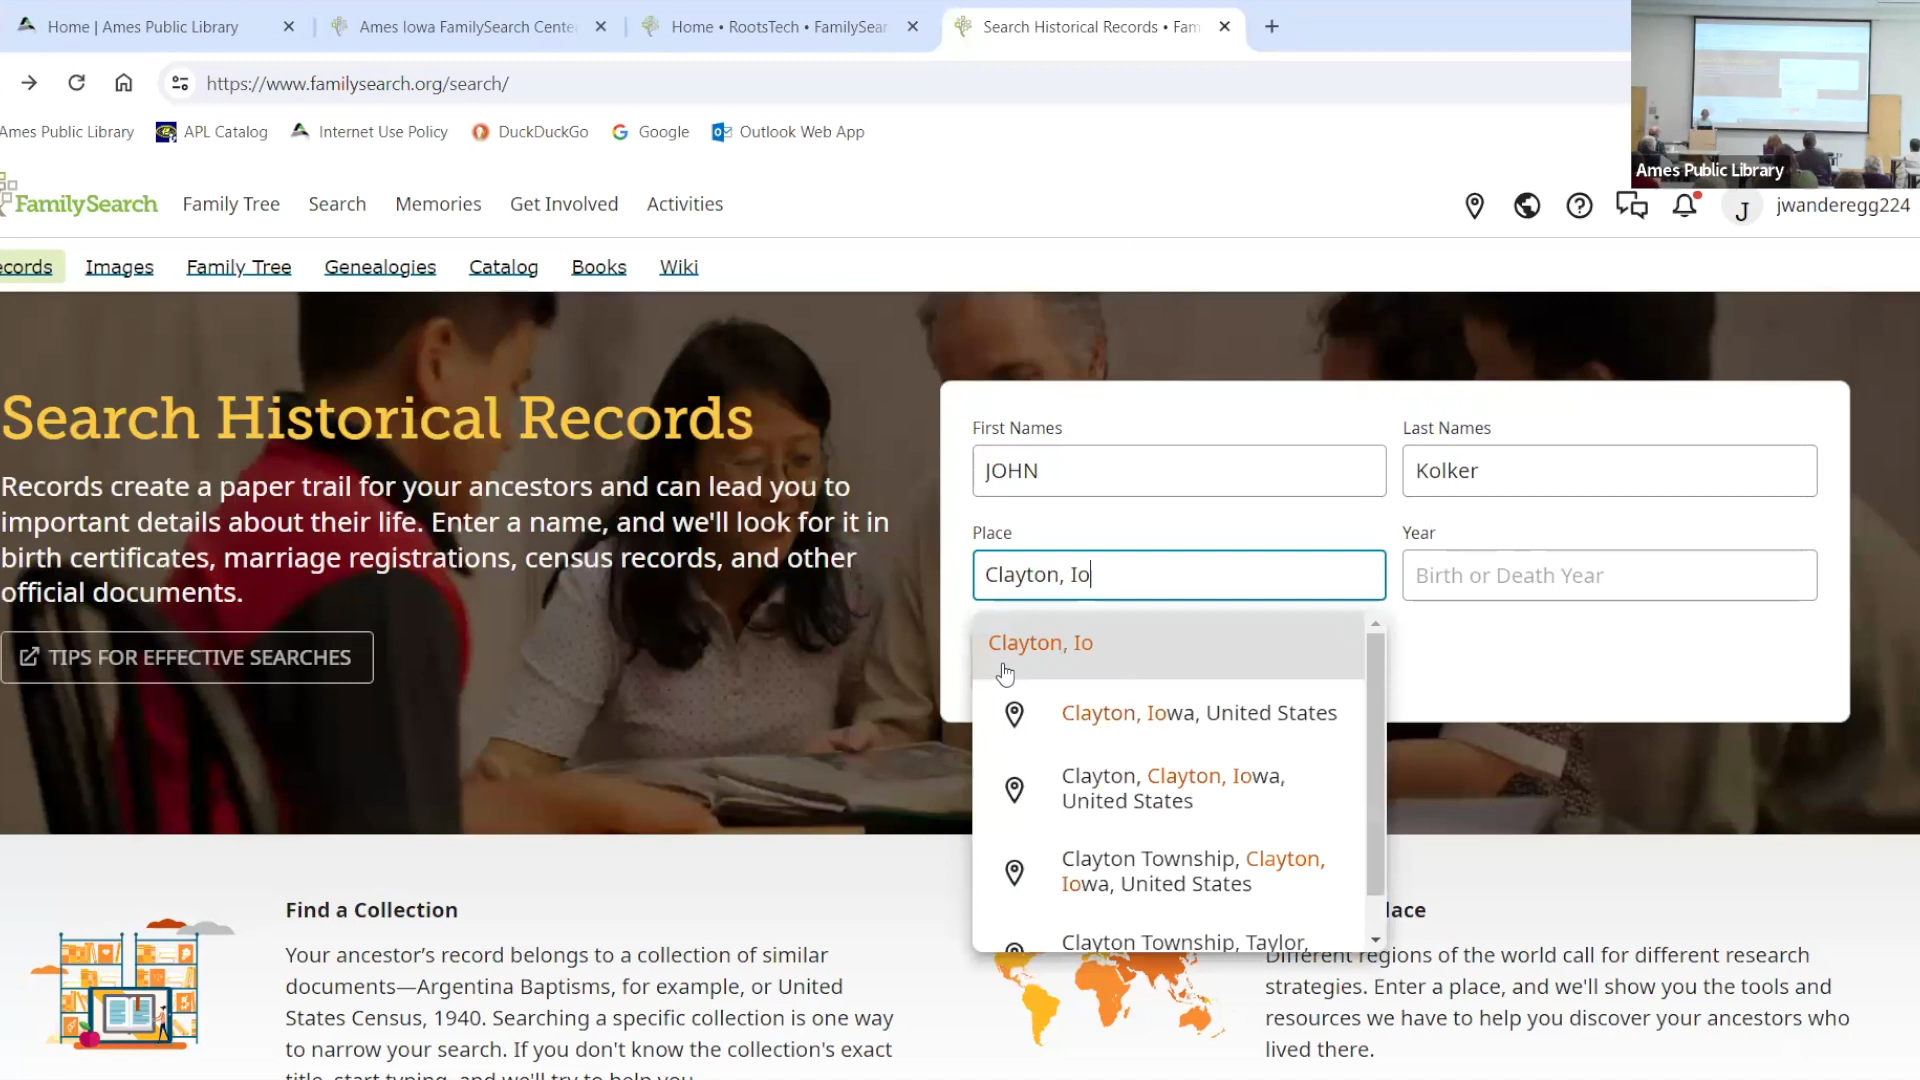 Home | Ames Public Library
Ames Iowa FamilySearch Cente
Home • RootsTech • FamilySear
Search Historical Records • Fam
https://www.familysearch.org/search/
Ames Public Library
APL Catalog
Internet Use Policy
DuckDuckGo
Google
Outlook Web App
Ames Public Library
FamilySearch
Family Tree
Search
Memories
Get Involved
Activities
J
jwanderegg224
ecords
Images
Family Tree
Genealogies
Catalog
Books
Wiki
Search Historical Records
Records create a paper trail for your ancestors and can lead you to
important details about their life. Enter a name, and we'll look for it in
birth certificates, marriage registrations, census records, and other
official documents.
TIPS FOR EFFECTIVE SEARCHES
First Names
Last Names
JOHN
Kolker
Place
Year
Clayton, Io
Birth or Death Year
Clayton, Io
Clayton, Iowa, United States
Clayton, Clayton, Iowa,
United States
Clayton Township, Clayton,
Iowa, United States
Clayton Township, Taylor,
Find a Collection
Your ancestor's record belongs to a collection of similar
documents—Argentina Baptisms, for example, or United
States Census, 1940. Searching a specific collection is one way
to narrow your search. If you don't know the collection's exact
title, start typing, and we'll try to help you.
lace
Different regions of the world call for different research
strategies. Enter a place, and we'll show you the tools and
resources we have to help you discover your ancestors who
lived there.